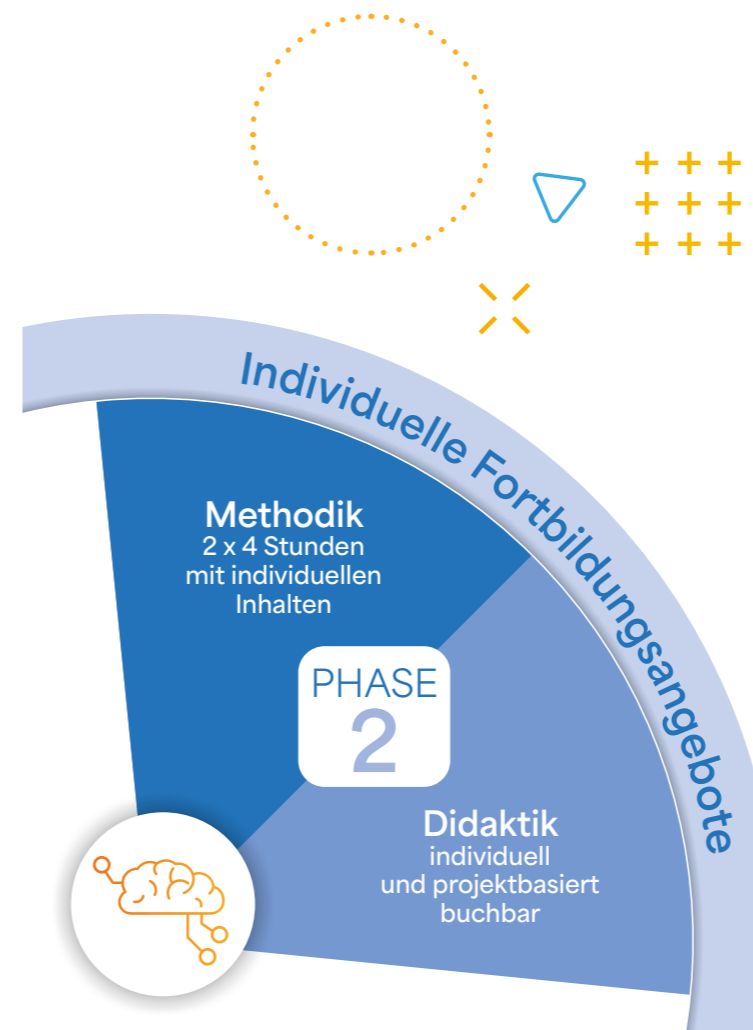 Individuelle Fortbildungsangebote
Methodik
2 x 4 Stunden
mit individuellen
Inhalten
PHASE
2
Didaktik
individuell
und projektbasiert
buchbar